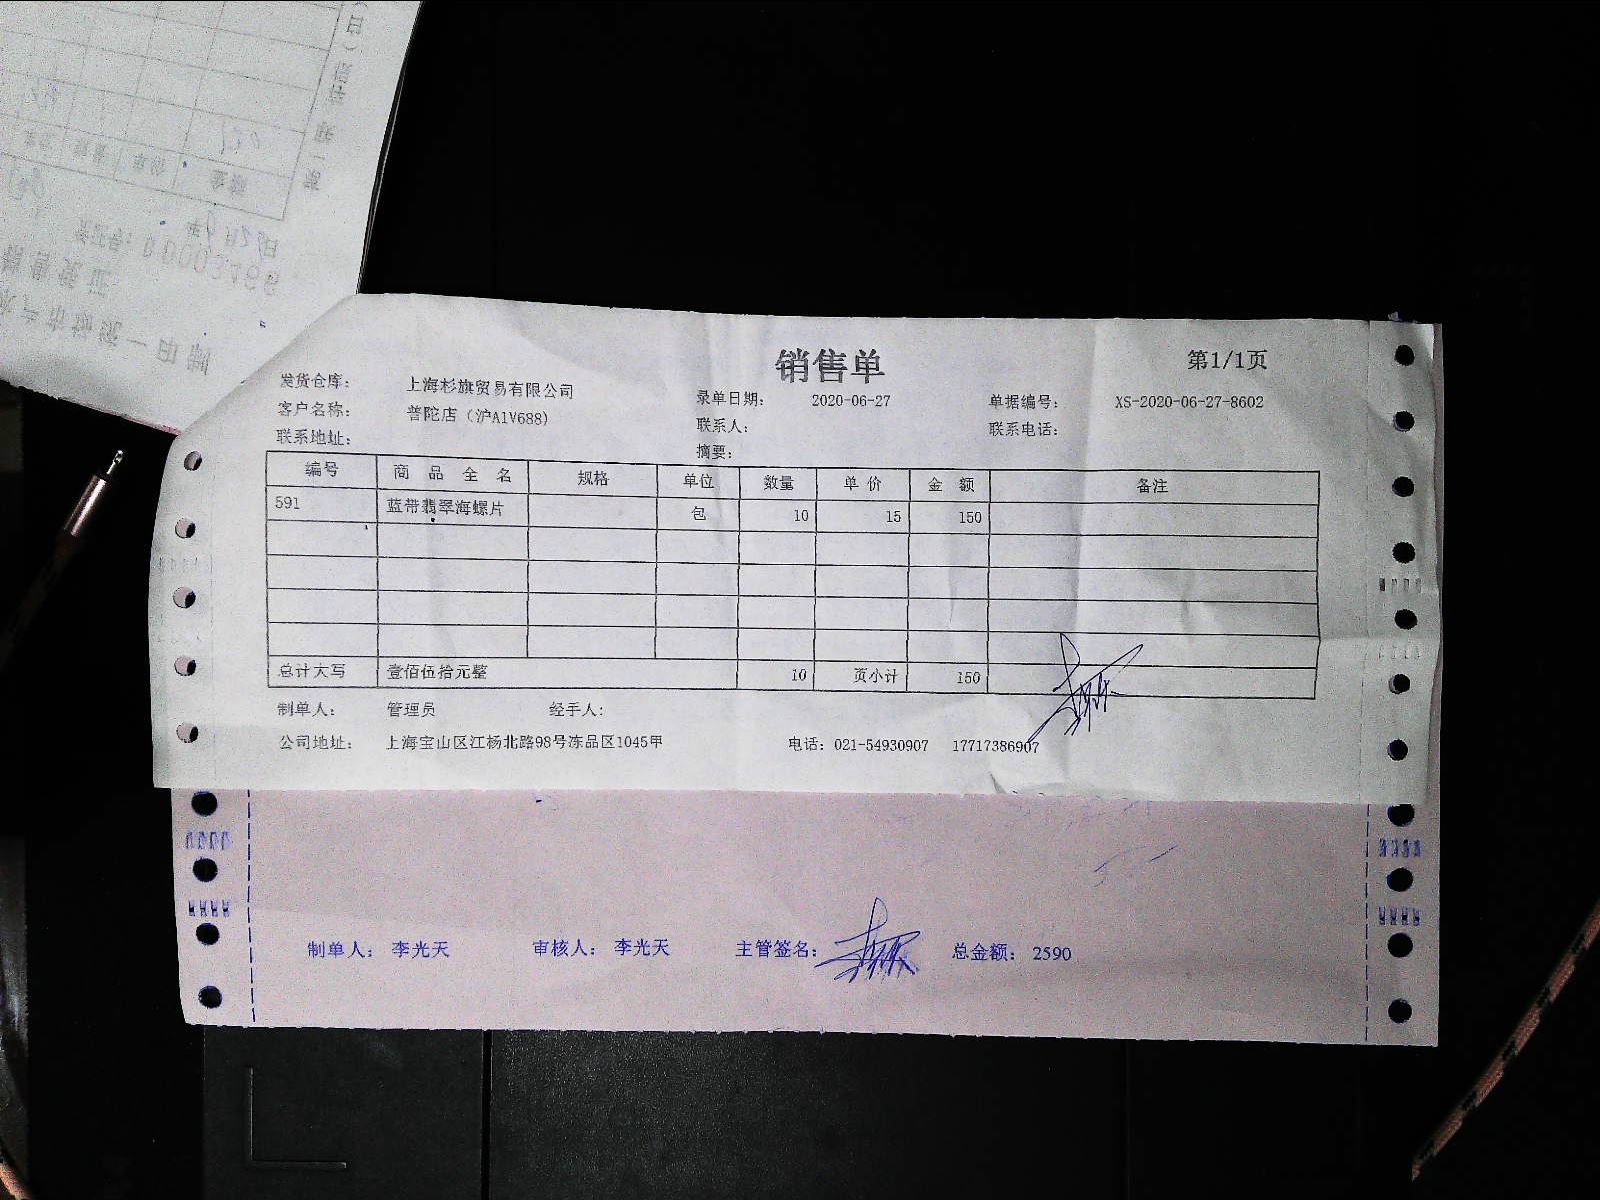 销售单
第1/1页
发货仓库: 上海杉旗贸易有限公司
录单日期: 2020-06-27
单据编号: XS-2020-06-27-8602
客户名称: 普陀店(沪A1V688)
联系人:
联系电话:
联系地址:
摘要:
编号 商品全名 规格 单位 数量 单价 金额 备注
591 蓝带翡翠海螺片 包 10 15 150
总计大写 壹佰伍拾元整 10 页小计 150
制单人: 管理员 经手人:
公司地址: 上海宝山区江杨北路98号冻品区1045甲 电话: 021-54930907 17717386907
制单人: 李光天 审核人: 李光天 主管签名: 总金额: 2590